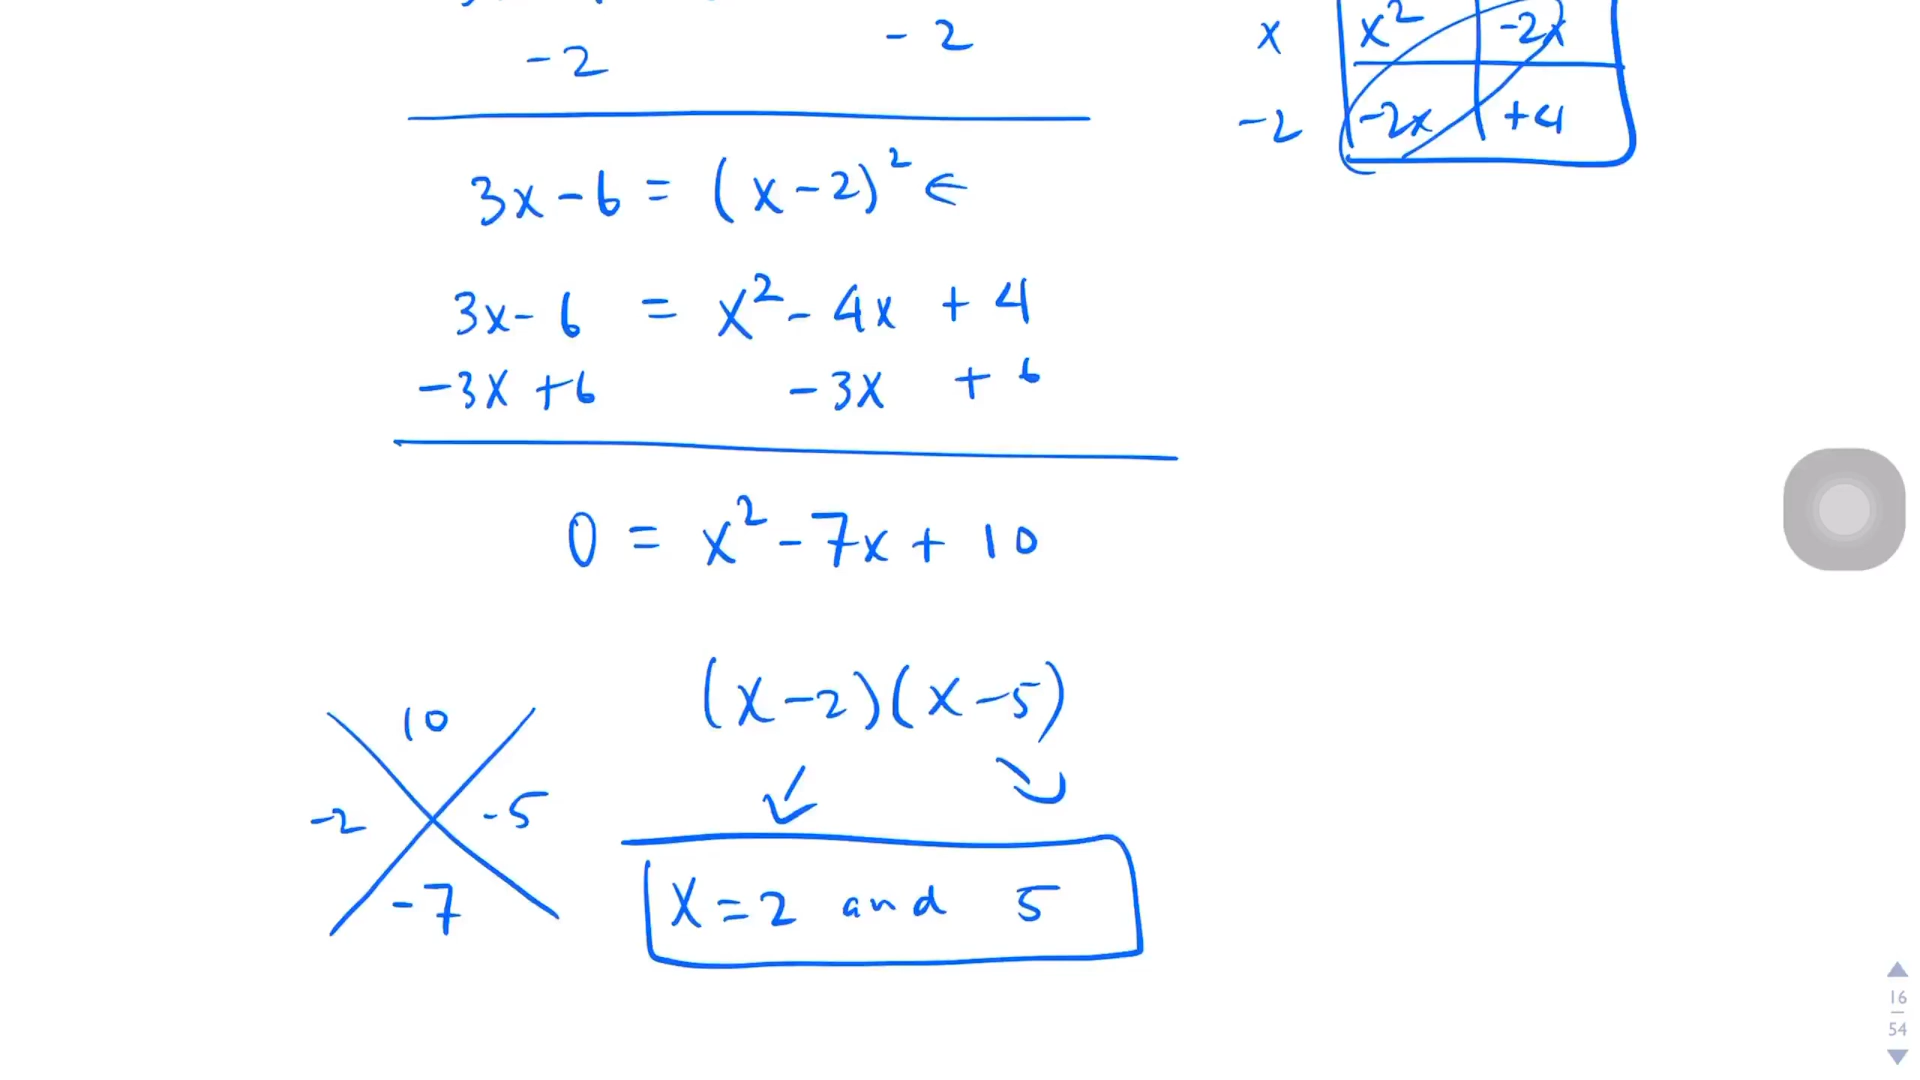 -2 -2
x x² -2x
-2 -2x +4
3x-6 = (x-2)² ←
3x-6 = x² - 4x + 4
-3x +6 -3x + 6
0 = x² -7x + 10
(x-2)(x-5)
10
-2 -5
-7
x=2 and 5
16
54